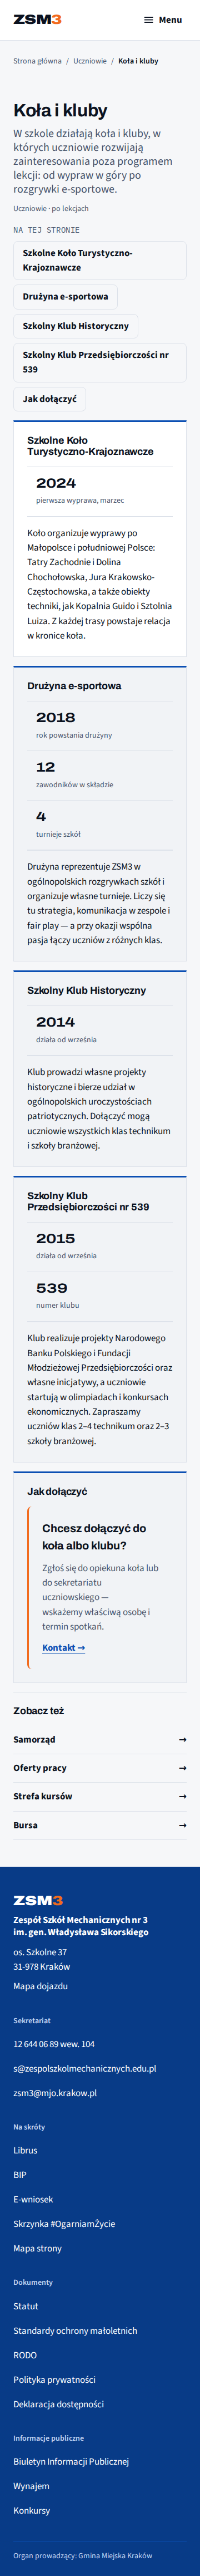 ZSM3
Menu
Strona główna / Uczniowie / Koła i kluby
Koła i kluby
W szkole działają koła i kluby, w
których uczniowie rozwijają
zainteresowania poza programem
lekcji: od wypraw w góry po
rozgrywki e-sportowe.
Uczniowie · po lekcjach
NA TEJ STRONIE
Szkolne Koło Turystyczno-
Krajoznawcze
Drużyna e-sportowa
Szkolny Klub Historyczny
Szkolny Klub Przedsiębiorczości nr
539
Jak dołączyć
Szkolne Koło
Turystyczno-Krajoznawcze
2024
pierwsza wyprawa, marzec
Koło organizuje wyprawy po
Małopolsce i południowej Polsce:
Tatry Zachodnie i Dolina
Chochołowska, Jura Krakowsko-
Częstochowska, a także obiekty
techniki, jak Kopalnia Guido i Sztolnia
Luiza. Z każdej trasy powstaje relacja
w kronice koła.
Drużyna e-sportowa
2018
rok powstania drużyny
12
zawodników w składzie
4
turnieje szkół
Drużyna reprezentuje ZSM3 w
ogólnopolskich rozgrywkach szkół i
organizuje własne turnieje. Liczy się
tu strategia, komunikacja w zespole i
fair play — a przy okazji wspólna
pasja łączy uczniów z różnych klas.
Szkolny Klub Historyczny
2014
działa od września
Klub prowadzi własne projekty
historyczne i bierze udział w
ogólnopolskich uroczystościach
patriotycznych. Dołączyć mogą
uczniowie wszystkich klas technikum
i szkoły branżowej.
Szkolny Klub
Przedsiębiorczości nr 539
2015
działa od września
539
numer klubu
Klub realizuje projekty Narodowego
Banku Polskiego i Fundacji
Młodzieżowej Przedsiębiorczości oraz
własne inicjatywy, a uczniowie
startują w olimpiadach i konkursach
ekonomicznych. Zapraszamy
uczniów klas 2–4 technikum oraz 2–3
szkoły branżowej.
Jak dołączyć
Chcesz dołączyć do
koła albo klubu?
Zgłoś się do opiekuna koła lub
do sekretariatu
uczniowskiego —
wskażemy właściwą osobę i
termin spotkań.
Kontakt →
Zobacz też
Samorząd →
Oferty pracy →
Strefa kursów →
Bursa →
ZSM3
Zespół Szkół Mechanicznych nr 3
im. gen. Władysława Sikorskiego
os. Szkolne 37
31-978 Kraków
Mapa dojazdu
Sekretariat
12 644 06 89 wew. 104
s@zespolszkolmechanicznych.edu.pl
zsm3@mjo.krakow.pl
Na skróty
Librus
BIP
E-wniosek
Skrzynka #OgarniamŻycie
Mapa strony
Dokumenty
Statut
Standardy ochrony małoletnich
RODO
Polityka prywatności
Deklaracja dostępności
Informacje publiczne
Biuletyn Informacji Publicznej
Wynajem
Konkursy
Organ prowadzący: Gmina Miejska Kraków